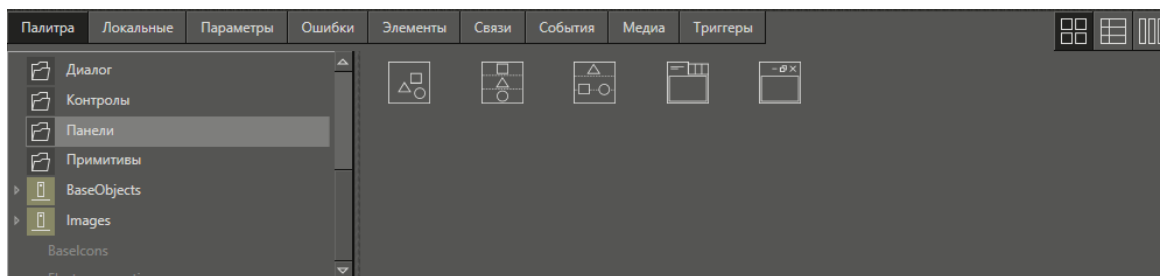 Палитра Локальные Параметры Ошибки Элементы Связи События Медиа Триггеры
Диалог
Контролы
Панели
Примитивы
BaseObjects
Images
BaseIcons